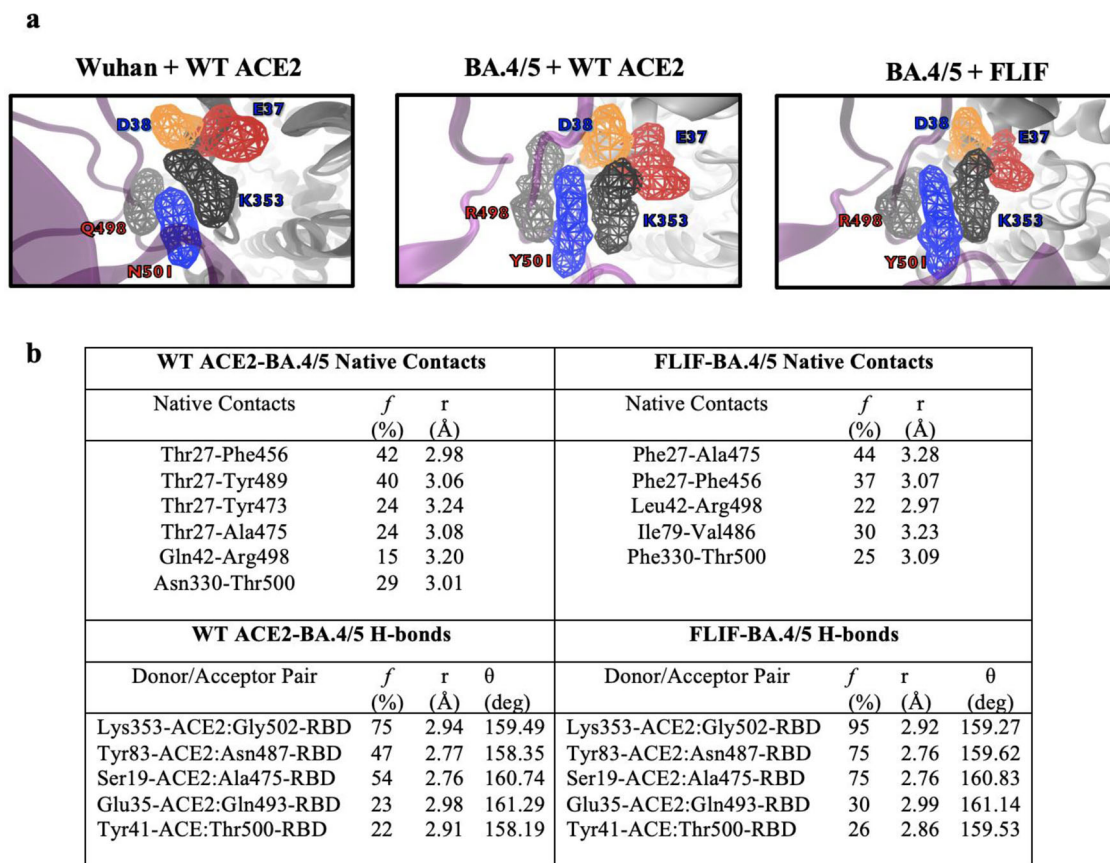 a
Wuhan + WT ACE2
BA.4/5 + WT ACE2
BA.4/5 + FLIF
D38
E37
K353
Q498
N501
D38
E37
R498
K353
Y501
D38
E37
R498
K353
Y501
b
WT ACE2-BA.4/5 Native Contacts
Native Contacts f (%) r (Å)
Thr27-Phe456 42 2.98
Thr27-Tyr489 40 3.06
Thr27-Tyr473 24 3.24
Thr27-Ala475 24 3.08
Gln42-Arg498 15 3.20
Asn330-Thr500 29 3.01
FLIF-BA.4/5 Native Contacts
Native Contacts f (%) r (Å)
Phe27-Ala475 44 3.28
Phe27-Phe456 37 3.07
Leu42-Arg498 22 2.97
Ile79-Val486 30 3.23
Phe330-Thr500 25 3.09
WT ACE2-BA.4/5 H-bonds
Donor/Acceptor Pair f (%) r (Å) θ (deg)
Lys353-ACE2:Gly502-RBD 75 2.94 159.49
Tyr83-ACE2:Asn487-RBD 47 2.77 158.35
Ser19-ACE2:Ala475-RBD 54 2.76 160.74
Glu35-ACE2:Gln493-RBD 23 2.98 161.29
Tyr41-ACE:Thr500-RBD 22 2.91 158.19
FLIF-BA.4/5 H-bonds
Donor/Acceptor Pair f (%) r (Å) θ (deg)
Lys353-ACE2:Gly502-RBD 95 2.92 159.27
Tyr83-ACE2:Asn487-RBD 75 2.76 159.62
Ser19-ACE2:Ala475-RBD 75 2.76 160.83
Glu35-ACE2:Gln493-RBD 30 2.99 161.14
Tyr41-ACE:Thr500-RBD 26 2.86 159.53